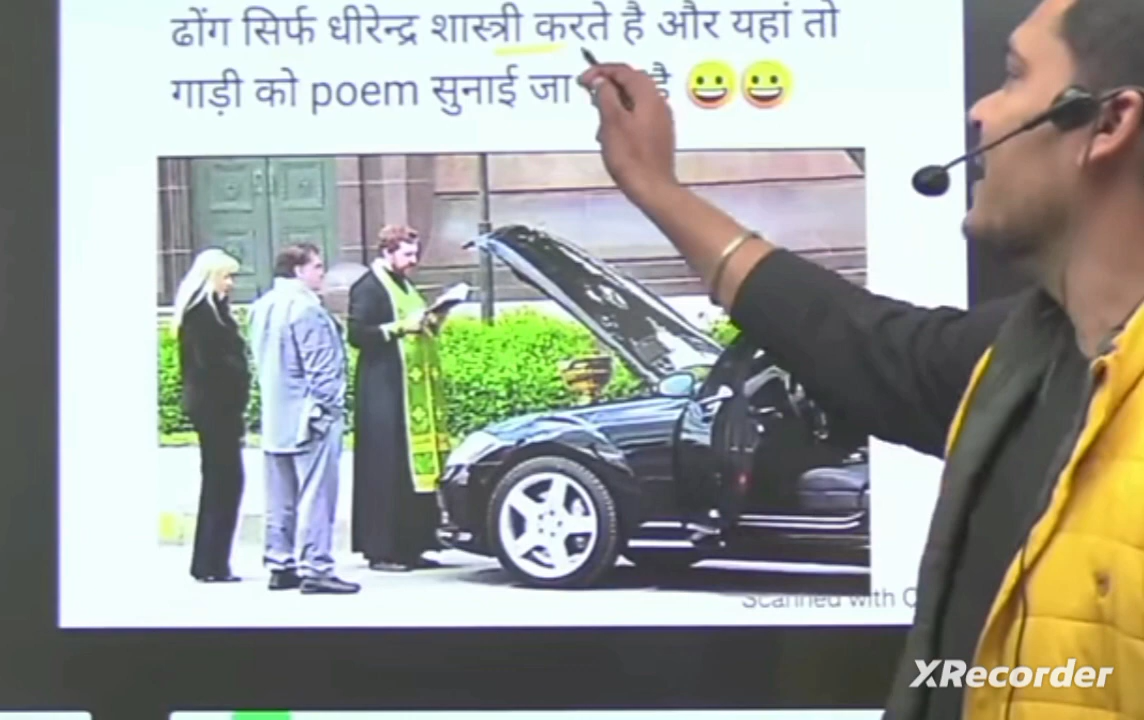 ढोंग सिर्फ धीरेन्द्र शास्त्री करते है और यहां तो
गाड़ी को poem सुनाई जा है 😀😀
Scanned with
XRecorder